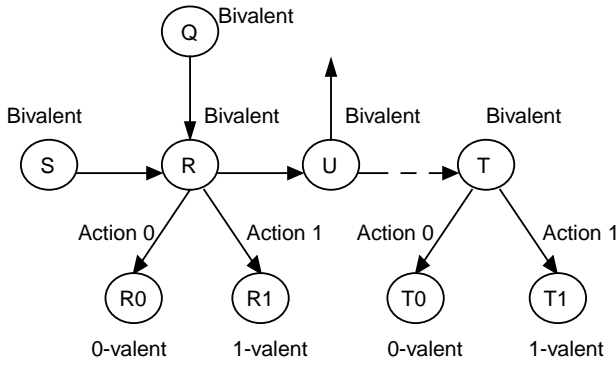 Q
Bivalent
Bivalent
Bivalent
Bivalent
Bivalent
S
R
U
T
Action 0
Action 1
Action 0
Action 1
R0
R1
T0
T1
0-valent
1-valent
0-valent
1-valent